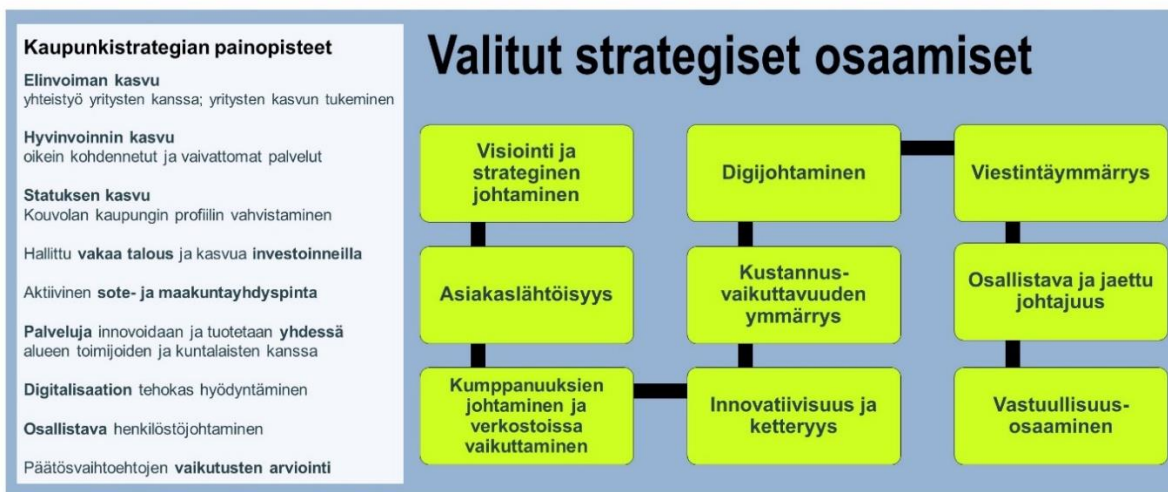 Kaupunkistrategian painopisteet
Elinvoiman kasvu
yhteistyö yritysten kanssa; yritysten kasvun tukeminen
Hyvinvoinnin kasvu
oikein kohdennetut ja vaivattomat palvelut
Statuksen kasvu
Kouvolan kaupungin profiilin vahvistaminen
Hallittu vakaa talous ja kasvua investoinneilla
Aktiivinen sote- ja maakuntayhdyspinta
Palveluja innovoidaan ja tuotetaan yhdessä
alueen toimijoiden ja kuntalaisten kanssa
Digitalisaation tehokas hyödyntäminen
Osallistava henkilöstöjohtaminen
Päätösvaihtoehtojen vaikutusten arviointi
Valitut strategiset osaamiset
Visiointi ja
strateginen
johtaminen
Asiakaslähtöisyys
Kumppanuuksien
johtaminen ja
verkostoissa
vaikuttaminen
Innovatiivisuus ja
ketteryys
Kustannus-
vaikuttavuuden
ymmärrys
Digijohtaminen
Viestintäymmärrys
Osallistava ja jaettu
johtajuus
Vastuullisuus-
osaaminen